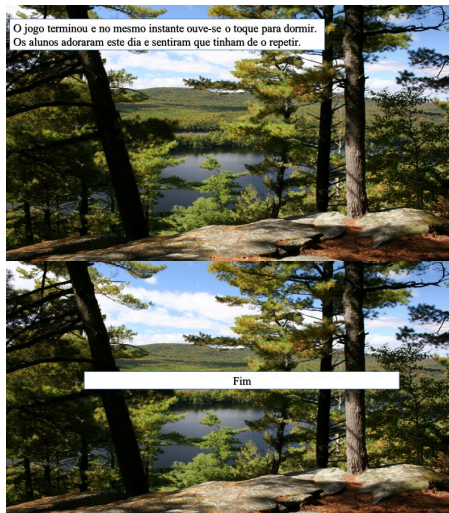 O jogo terminou e no mesmo instante ouve-se o toque para dormir.
Os alunos adoraram este dia e sentiram que tinham de o repetir.
Fim